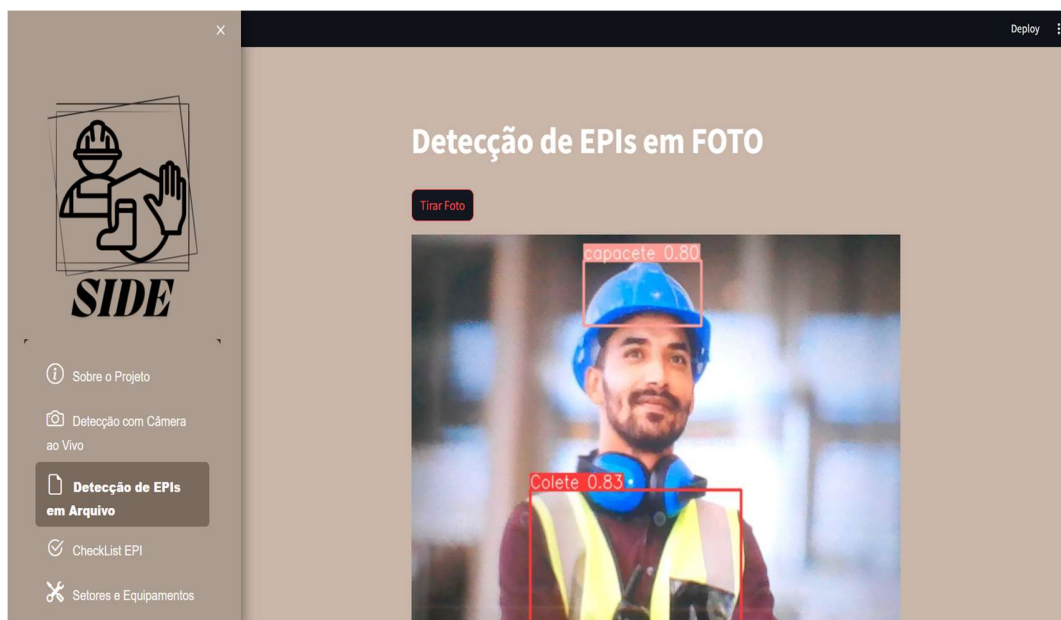 X
Deploy
SIDE
Sobre o Projeto
Detecção com Câmera
ao Vivo
Detecção de EPIs
em Arquivo
CheckList EPI
Setores e Equipamentos
Detecção de EPIs em FOTO
Tirar Foto
capacete 0.80
Colete 0.83